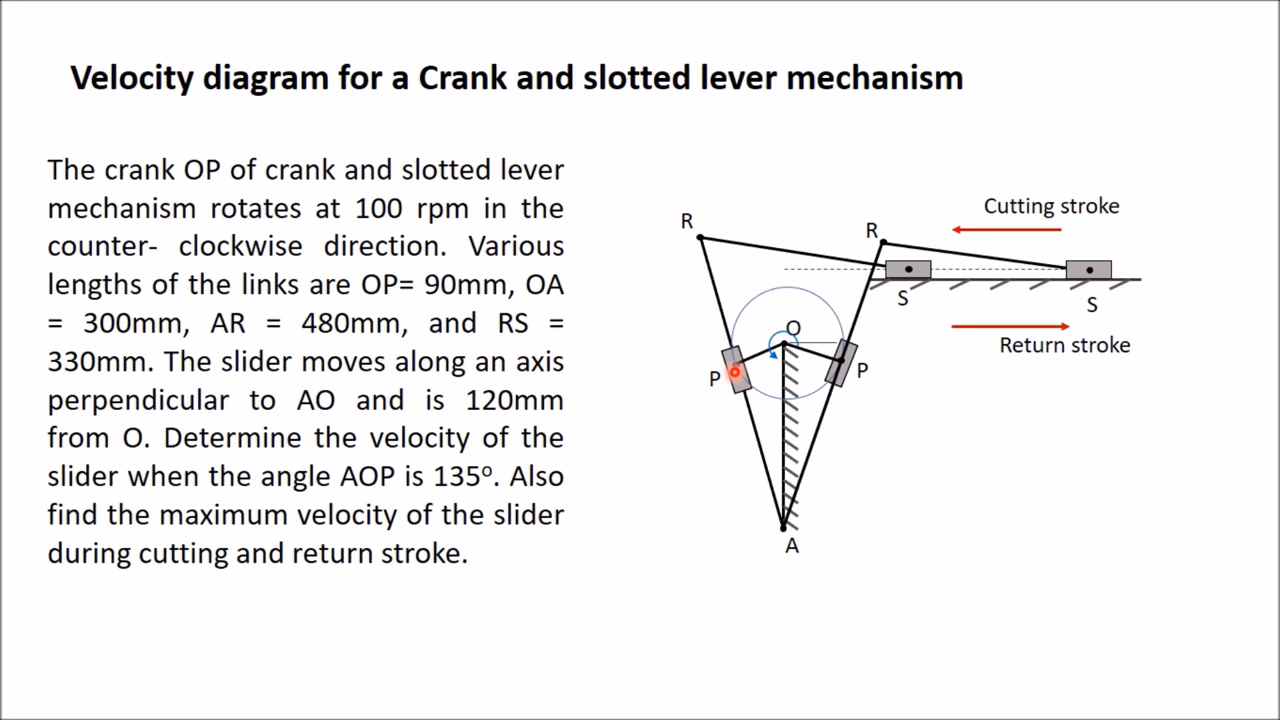 Velocity diagram for a Crank and slotted lever mechanism
The crank OP of crank and slotted lever
mechanism rotates at 100 rpm in the
counter- clockwise direction. Various
lengths of the links are OP= 90mm, OA
= 300mm, AR = 480mm, and RS =
330mm. The slider moves along an axis
perpendicular to AO and is 120mm
from O. Determine the velocity of the
slider when the angle AOP is 135º. Also
find the maximum velocity of the slider
during cutting and return stroke.
Cutting stroke
R
R
S
S
O
Return stroke
P
P
A